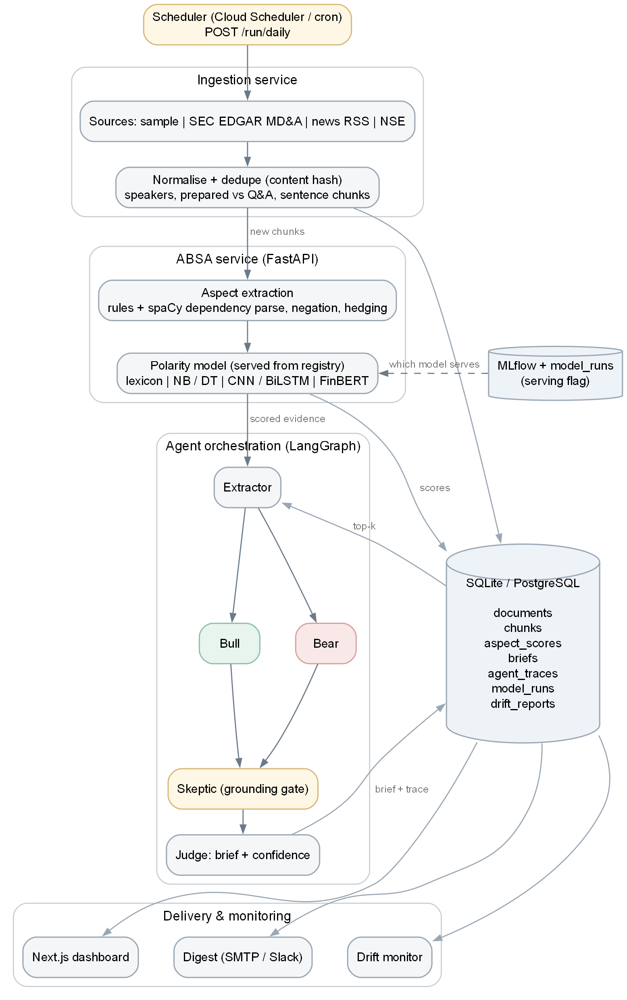 Scheduler (Cloud Scheduler / cron)
POST /run/daily
Ingestion service
Sources: sample | SEC EDGAR MD&A | news RSS | NSE
Normalise + dedupe (content hash)
speakers, prepared vs Q&A, sentence chunks
new chunks
ABSA service (FastAPI)
Aspect extraction
rules + spaCy dependency parse, negation, hedging
Polarity model (served from registry)
lexicon | NB / DT | CNN / BiLSTM | FinBERT
which model serves
MLflow + model_runs
(serving flag)
scored evidence
Agent orchestration (LangGraph)
Extractor
scores
top-k
SQLite / PostgreSQL
documents
chunks
aspect_scores
briefs
agent_traces
model_runs
drift_reports
Bull
Bear
Skeptic (grounding gate)
brief + trace
Judge: brief + confidence
Delivery & monitoring
Next.js dashboard
Digest (SMTP / Slack)
Drift monitor